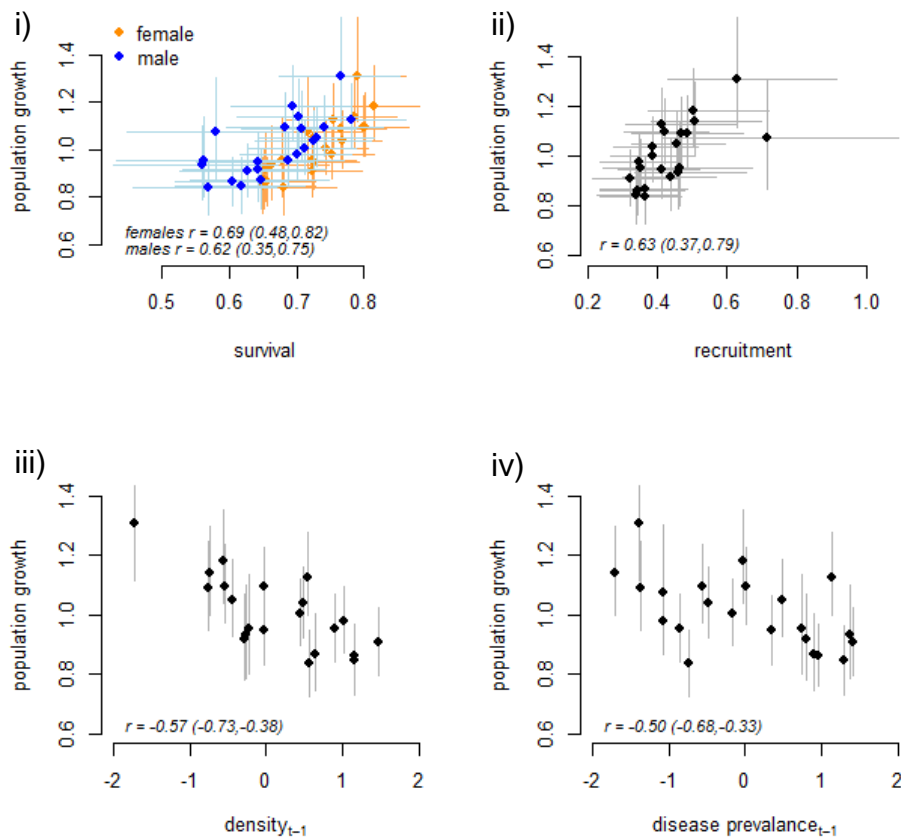 i)
female
male
population growth
0.6 0.8 1.0 1.2 1.4
females r = 0.69 (0.48,0.82)
males r = 0.62 (0.35,0.75)
0.5 0.6 0.7 0.8
survival
ii)
population growth
0.6 0.8 1.0 1.2 1.4
r = 0.63 (0.37,0.79)
0.2 0.4 0.6 0.8 1.0
recruitment
iii)
population growth
0.6 0.8 1.0 1.2 1.4
r = -0.57 (-0.73,-0.38)
-2 -1 0 1 2
density t-1
iv)
population growth
0.6 0.8 1.0 1.2 1.4
r = -0.50 (-0.68,-0.33)
-2 -1 0 1 2
disease prevalance t-1